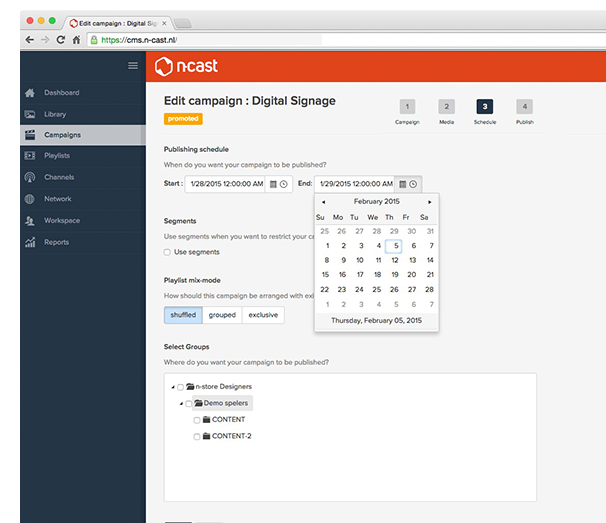 Edit campaign : Digital Sig
https://cms.n-cast.nl/
n·cast
Dashboard
Library
Campaigns
Playlists
Channels
Network
Workspace
Reports
Edit campaign : Digital Signage
promoted
1 2 3 4
Campaign Media Schedule Publish
Publishing schedule
When do you want your campaign to be published?
Start : 1/28/2015 12:00:00 AM End: 1/29/2015 12:00:00 AM
February 2015
Su Mo Tu We Th Fr Sa
25 26 27 28 29 30 31
1 2 3 4 5 6 7
8 9 10 11 12 13 14
15 16 17 18 19 20 21
22 23 24 25 26 27 28
1 2 3 4 5 6 7
Thursday, February 05, 2015
Segments
Use segments when you want to restrict your ca
Use segments
Playlist mix-mode
How should this campaign be arranged with exi
shuffled grouped exclusive
Select Groups
Where do you want your campaign to be published?
n-store Designers
Demo spelers
CONTENT
CONTENT-2